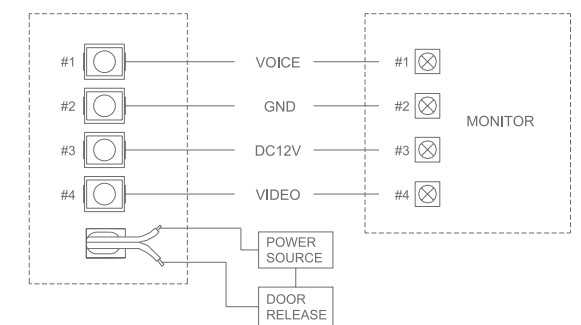 #1 VOICE #1
#2 GND #2
MONITOR
#3 DC12V #3
#4 VIDEO #4
POWER
SOURCE
DOOR
RELEASE